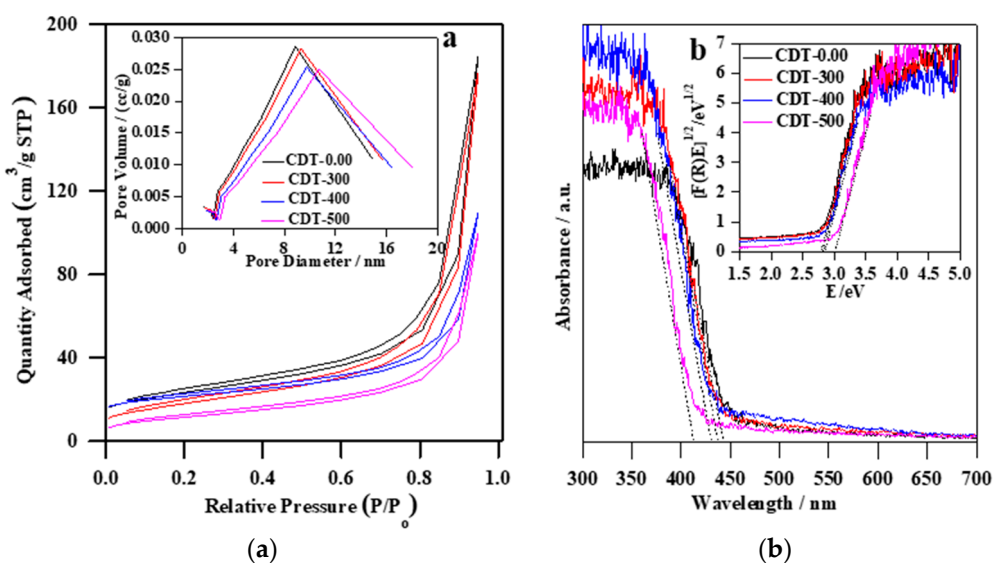 200
160
120
80
40
0
Quantity Adsorbed (cm³/g STP)
0.0 0.2 0.4 0.6 0.8 1.0
Relative Pressure (P/Pₒ)
a
0.030
0.025
0.020
0.015
0.010
0.005
0.000
Pore Volume / (cc/g)
CDT-0.00
CDT-300
CDT-400
CDT-500
0 4 8 12 16 20
Pore Diameter / nm
(a)
Absorbance / a.u.
300 350 400 450 500 550 600 650 700
Wavelength / nm
b
7
6
5
4
3
2
1
0
[F(R)E]^1/2 /eV^1/2
CDT-0.00
CDT-300
CDT-400
CDT-500
1.5 2.0 2.5 3.0 3.5 4.0 4.5 5.0
E /eV
(b)